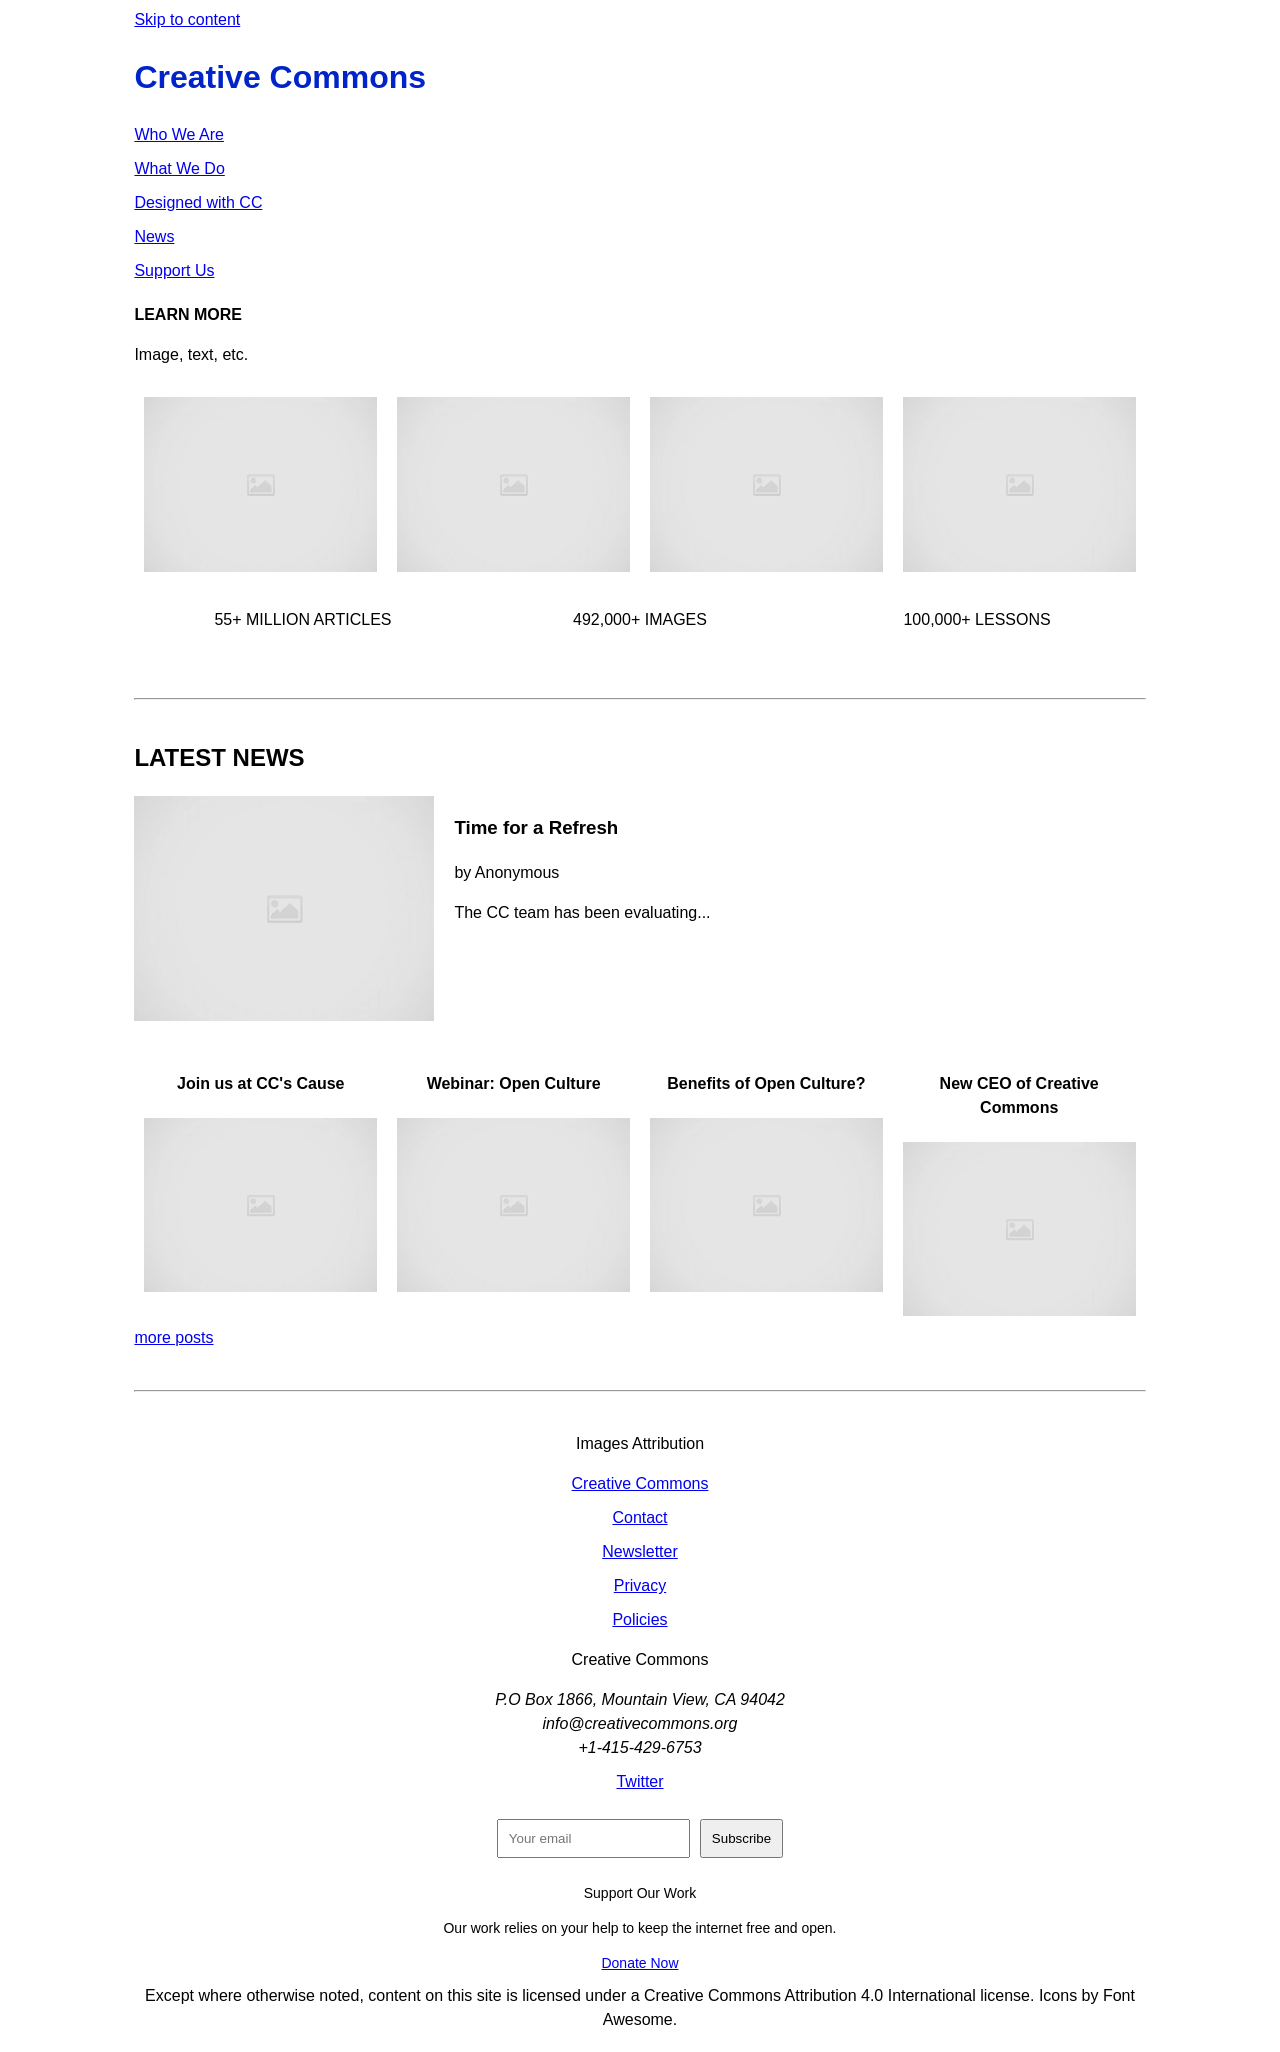 Skip to content
Creative Commons
Who We Are
What We Do
Designed with CC
News
Support Us
LEARN MORE
Image, text, etc.
55+ MILLION ARTICLES
492,000+ IMAGES
100,000+ LESSONS
LATEST NEWS
Time for a Refresh
by Anonymous
The CC team has been evaluating...
Join us at CC's Cause
Webinar: Open Culture
Benefits of Open Culture?
New CEO of Creative
Commons
more posts
Images Attribution
Creative Commons
Contact
Newsletter
Privacy
Policies
Creative Commons
P.O Box 1866, Mountain View, CA 94042
info@creativecommons.org
+1-415-429-6753
Twitter
Your email
Subscribe
Support Our Work
Our work relies on your help to keep the internet free and open.
Donate Now
Except where otherwise noted, content on this site is licensed under a Creative Commons Attribution 4.0 International license. Icons by Font
Awesome.